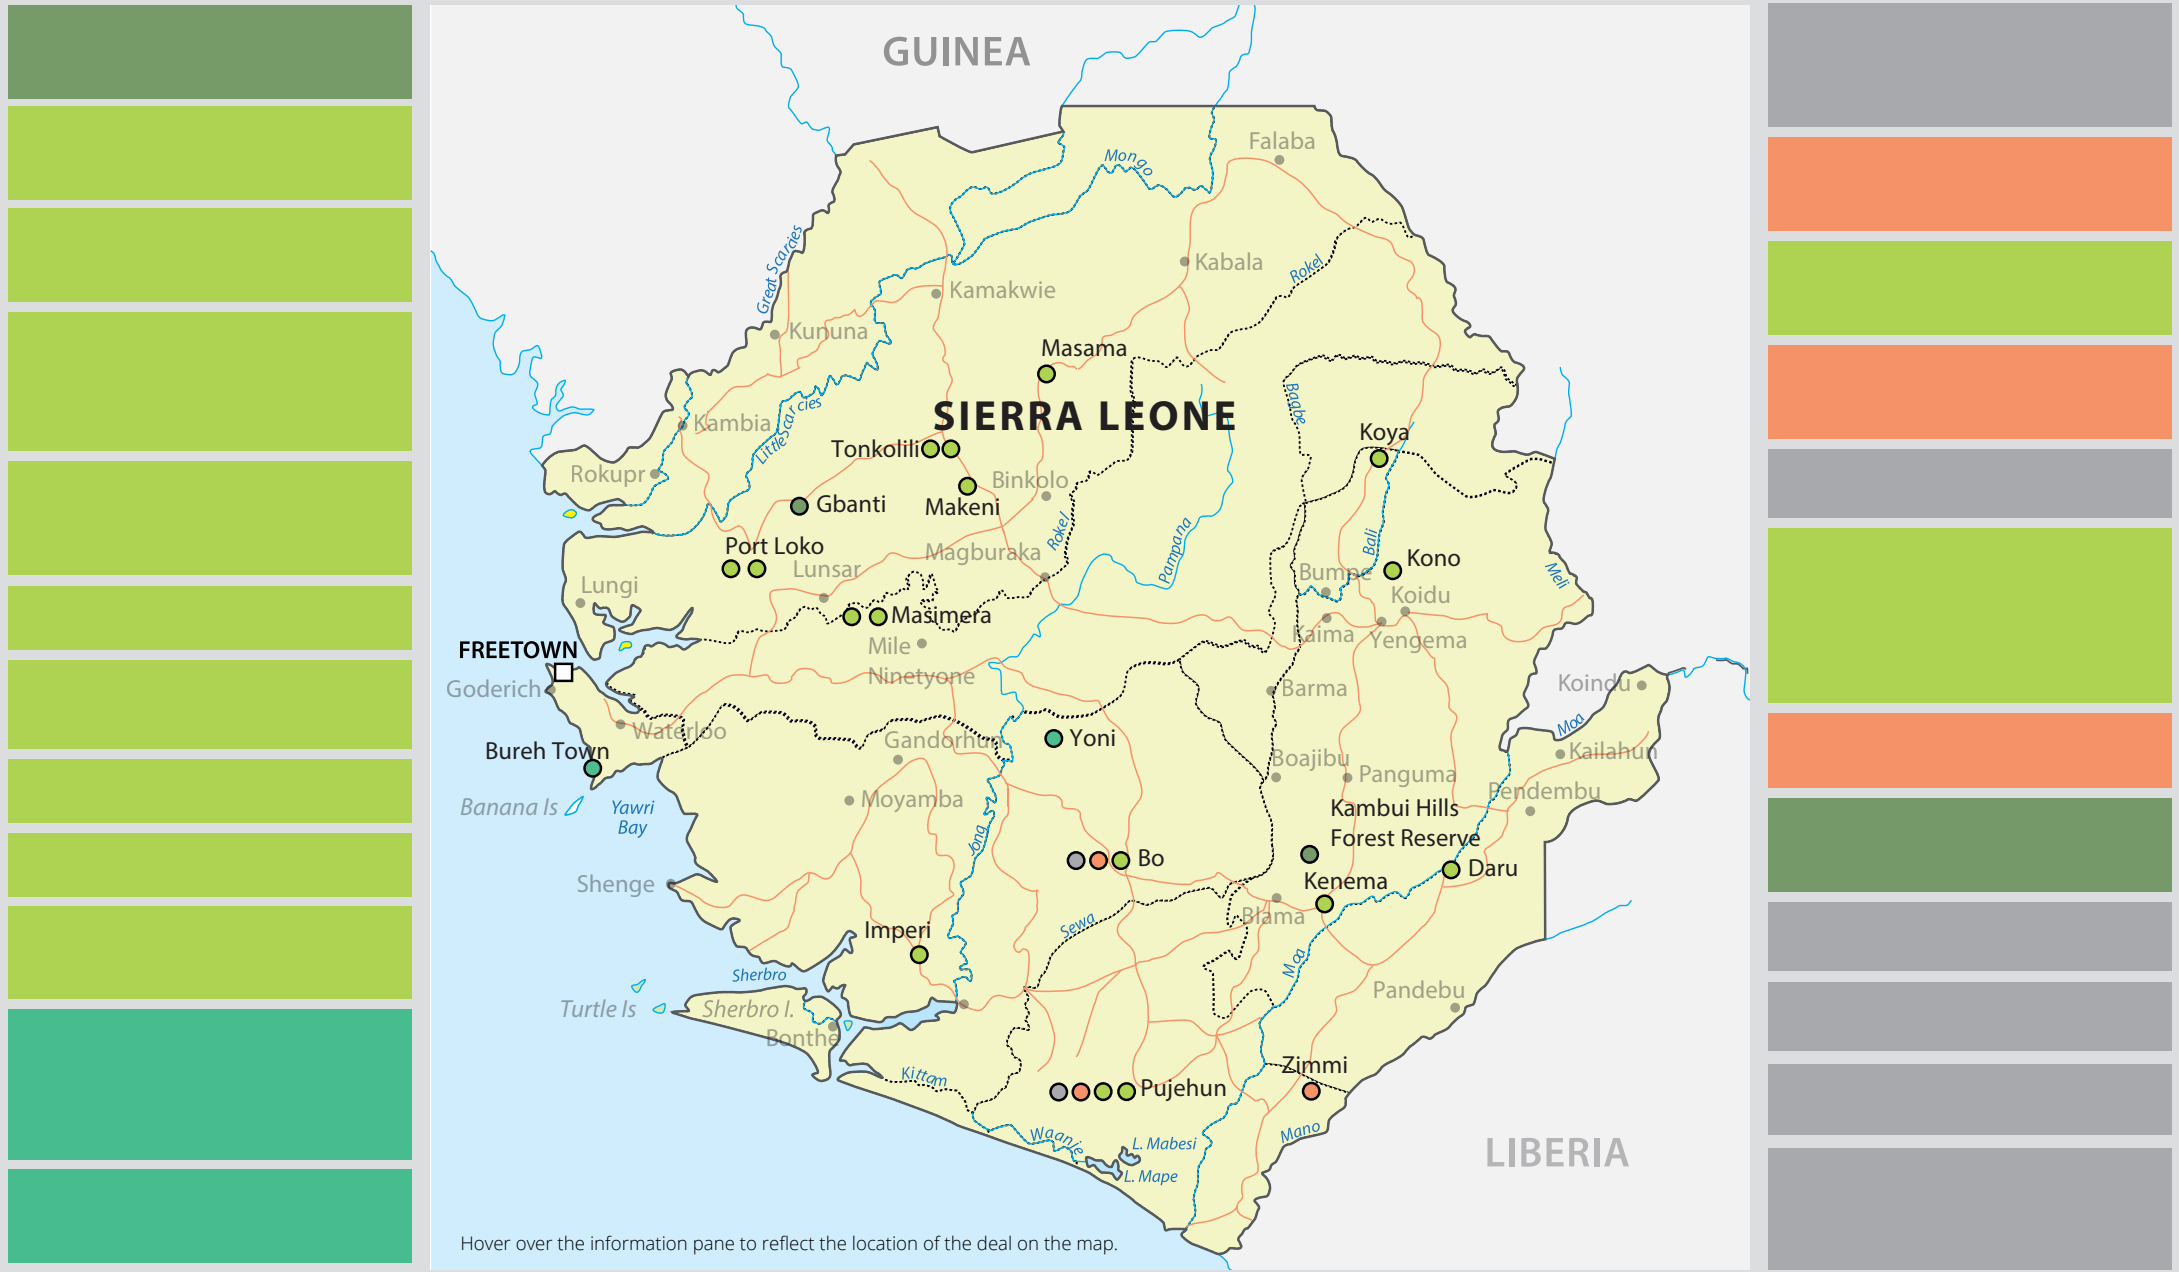 GUINEA
Falaba
Mongo
Great Scarcies
Kabala
Rokel
Kamakwie
Kununa
Masama
SIERRA LEONE
Little Scarcies
Bagbe
Kambia
Koya
Tonkolili
Rokupr
Binkolo
Gbanti
Makeni
Rokel
Pampana
Bali
Port Loko
Magburaka
Kono
Lunsar
Bumpe
Meli
Lungi
Koidu
Masimera
Kaima
Yengema
Mile
Ninetyone
FREETOWN
Goderich
Barma
Koindu
Moa
Waterloo
Gandorhun
Yoni
Kailahun
Bureh Town
Boajibu
Panguma
Pendembu
Banana Is
Yawri
Bay
Moyamba
Kambui Hills
Forest Reserve
Jong
Bo
Daru
Shenge
Kenema
Blama
Imperi
Sewa
Moa
Sherbro
Pandebu
Turtle Is
Sherbro I.
Bonthe
Zimmi
Kittam
Pujehun
Waanje
L. Mabesi
Mano
LIBERIA
L. Mape
Hover over the information pane to reflect the location of the deal on the map.